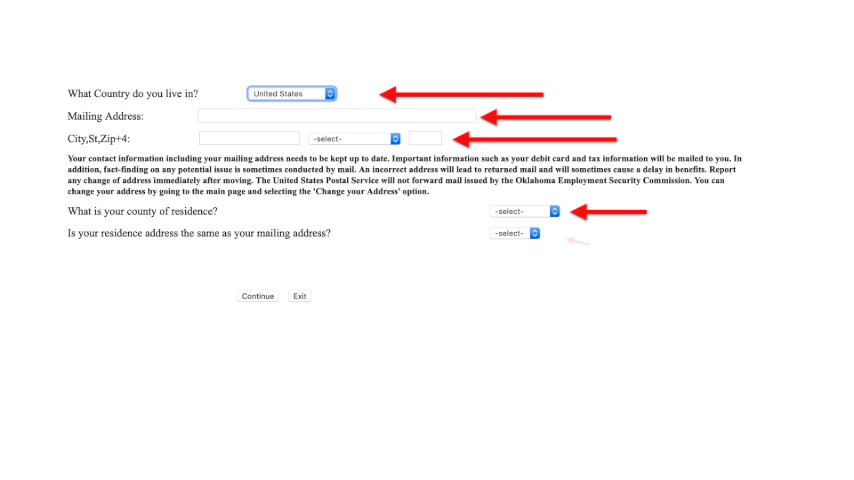 What Country do you live in? United States
Mailing Address:
City,St,Zip+4: -select-
Your contact information including your mailing address needs to be kept up to date. Important information such as your debit card and tax information will be mailed to you. In
addition, fact-finding on any potential issue is sometimes conducted by mail. An incorrect address will lead to returned mail and will sometimes cause a delay in benefits. Report
any change of address immediately after moving. The United States Postal Service will not forward mail issued by the Oklahoma Employment Security Commission. You can
change your address by going to the main page and selecting the 'Change your Address' option.
What is your county of residence? -select-
Is your residence address the same as your mailing address? -select-
Continue Exit